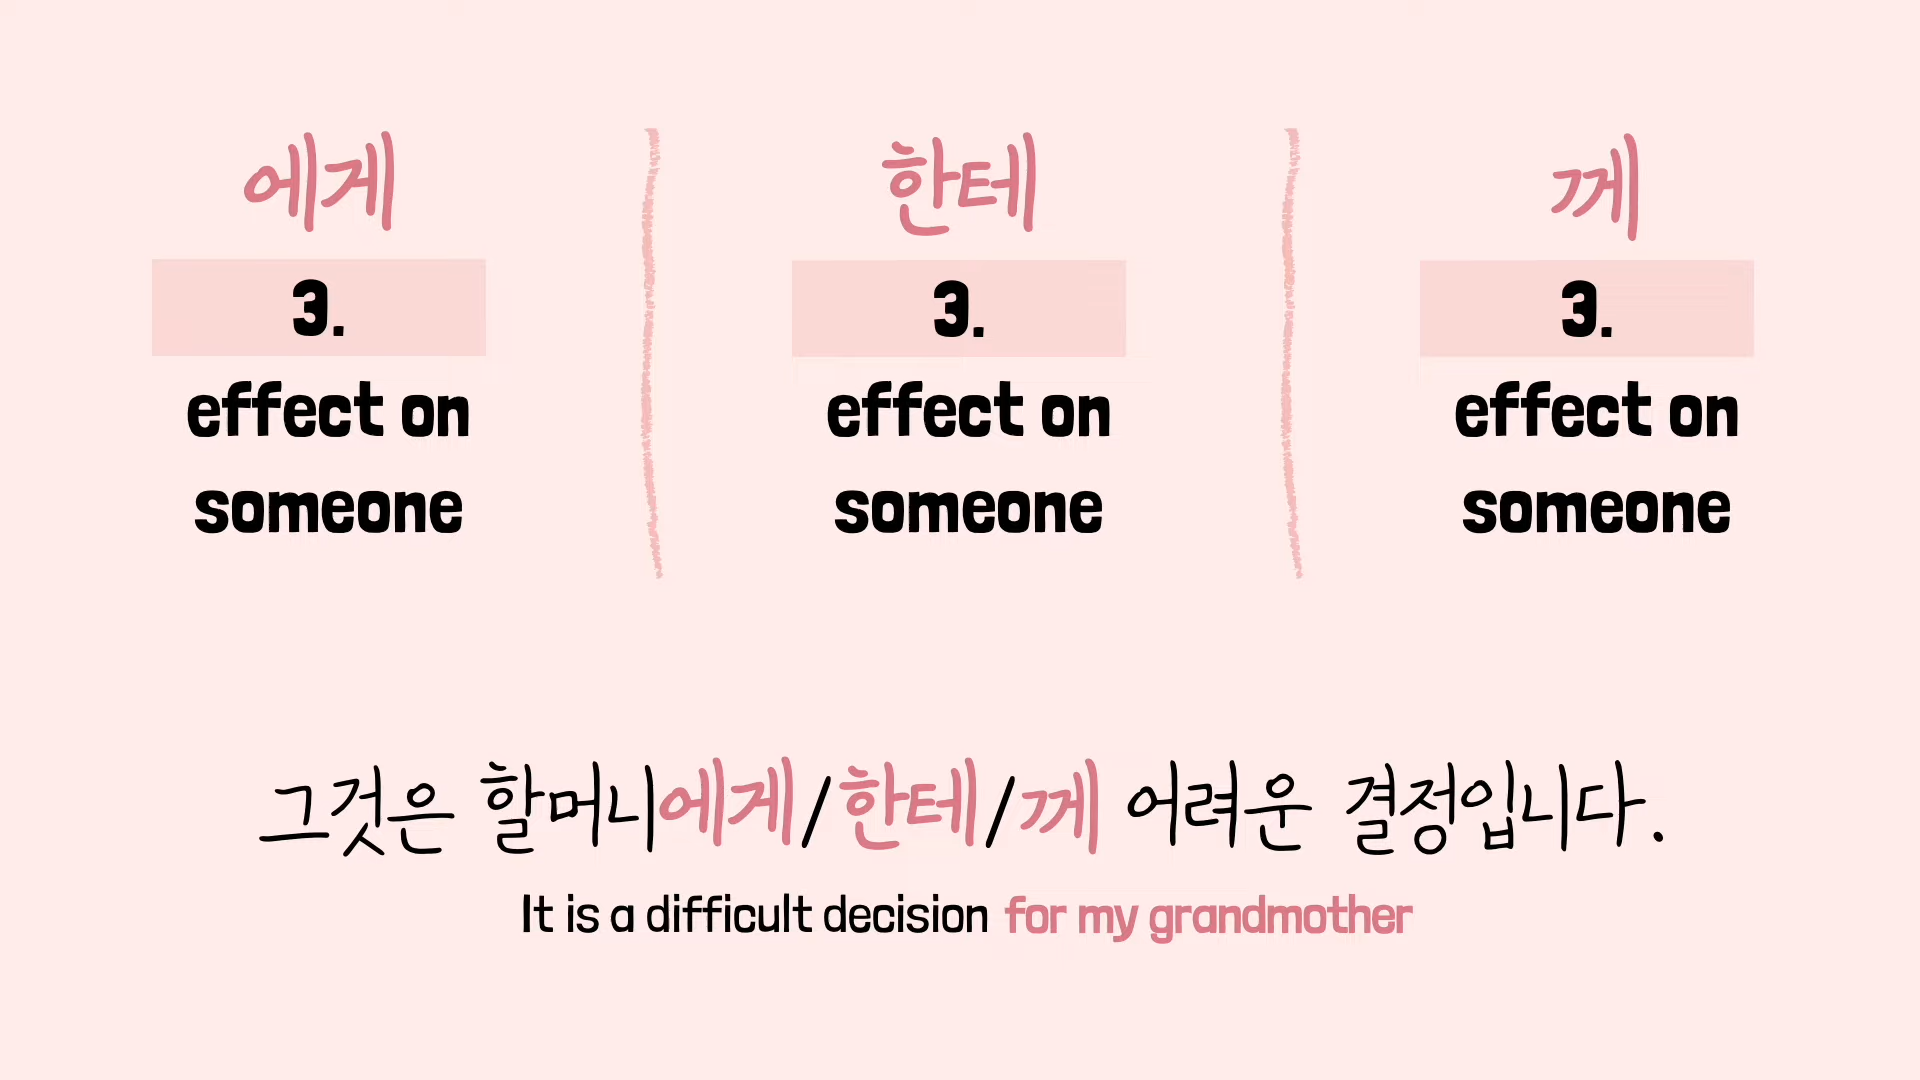 에게
3.
effect on
someone
한테
3.
effect on
someone
께
3.
effect on
someone
그것은 할머니에게/한테/께 어려운 결정입니다.
It is a difficult decision for my grandmother